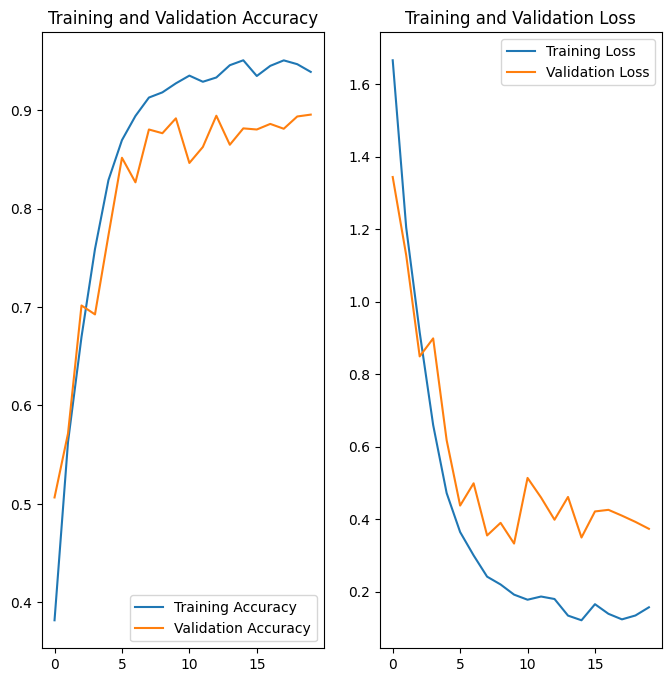 Training and Validation Accuracy
0.9
0.8
0.7
0.6
0.5
0.4
Training Accuracy
Validation Accuracy
0 5 10 15
Training and Validation Loss
Training Loss
Validation Loss
1.6
1.4
1.2
1.0
0.8
0.6
0.4
0.2
0 5 10 15